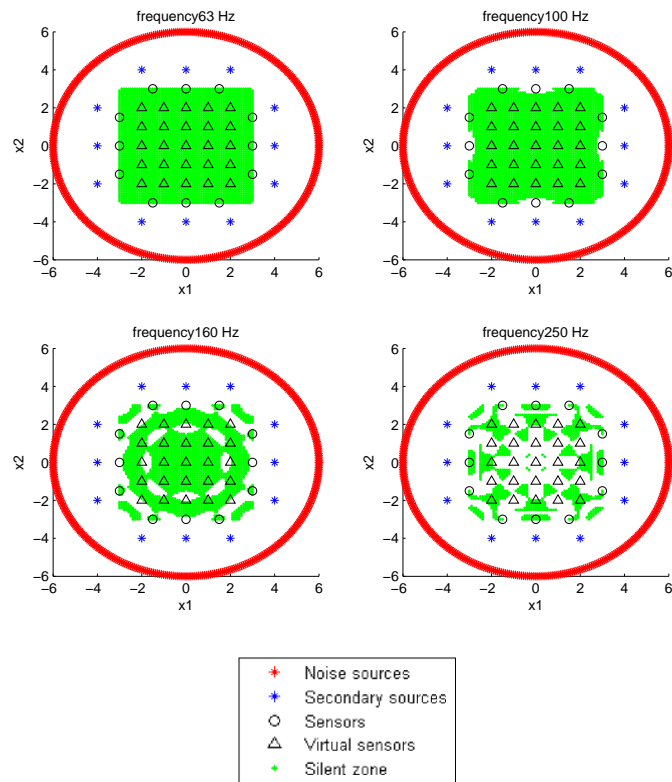 frequency63 Hz
6
4
2
0
−2
−4
−6
x2
−6 −4 −2 0 2 4 6
x1
frequency100 Hz
6
4
2
0
−2
−4
−6
x2
−6 −4 −2 0 2 4 6
x1
frequency160 Hz
6
4
2
0
−2
−4
−6
x2
−6 −4 −2 0 2 4 6
x1
frequency250 Hz
6
4
2
0
−2
−4
−6
x2
−6 −4 −2 0 2 4 6
x1
Noise sources
Secondary sources
Sensors
Virtual sensors
Silent zone